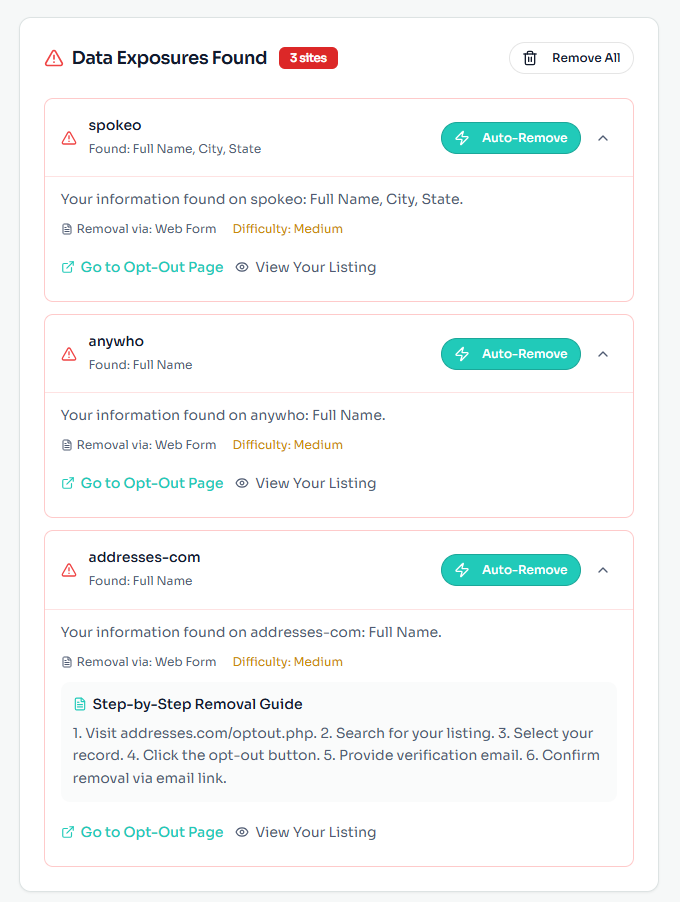 Data Exposures Found 3 sites Remove All
spokeo
Found: Full Name, City, State
Auto-Remove
Your information found on spokeo: Full Name, City, State.
Removal via: Web Form Difficulty: Medium
Go to Opt-Out Page View Your Listing
anywho
Found: Full Name
Auto-Remove
Your information found on anywho: Full Name.
Removal via: Web Form Difficulty: Medium
Go to Opt-Out Page View Your Listing
addresses-com
Found: Full Name
Auto-Remove
Your information found on addresses-com: Full Name.
Removal via: Web Form Difficulty: Medium
Step-by-Step Removal Guide
1. Visit addresses.com/optout.php. 2. Search for your listing. 3. Select your
record. 4. Click the opt-out button. 5. Provide verification email. 6. Confirm
removal via email link.
Go to Opt-Out Page View Your Listing